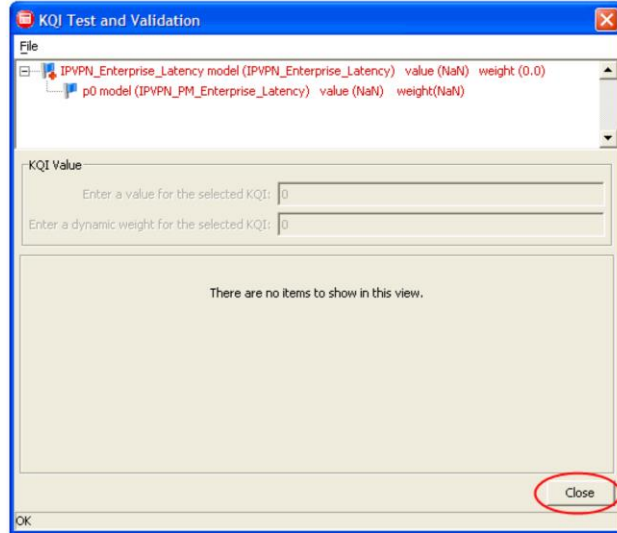 KQI Test and Validation
File
IPVPN_Enterprise_Latency model (IPVPN_Enterprise_Latency) value (NaN) weight (0.0)
p0 model (IPVPN_PM_Enterprise_Latency) value (NaN) weight(NaN)
KQI Value
Enter a value for the selected KQI: 0
Enter a dynamic weight for the selected KQI: 0
There are no items to show in this view.
Close
OK